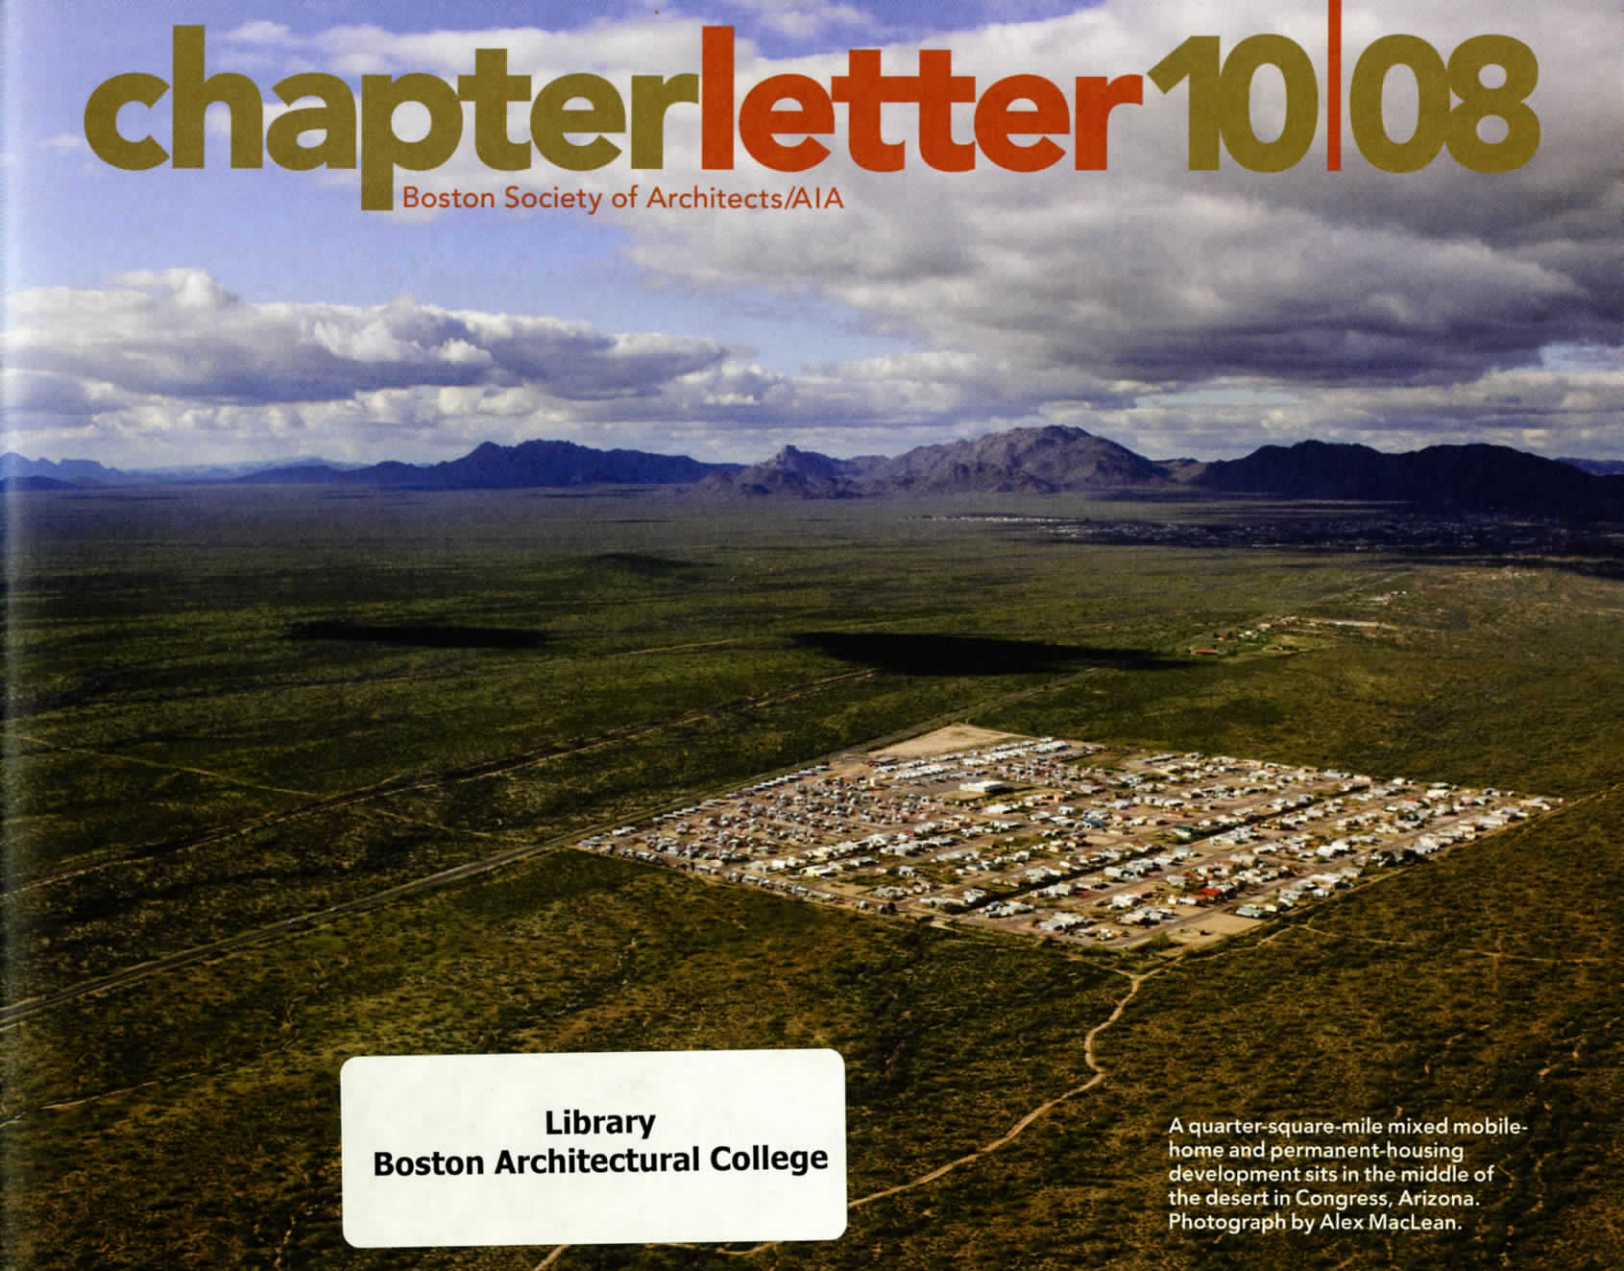 chapterletter10|08
Boston Society of Architects/AIA
Library
Boston Architectural College
A quarter-square-mile mixed mobile-
home and permanent-housing
development sits in the middle of
the desert in Congress, Arizona.
Photograph by Alex MacLean.